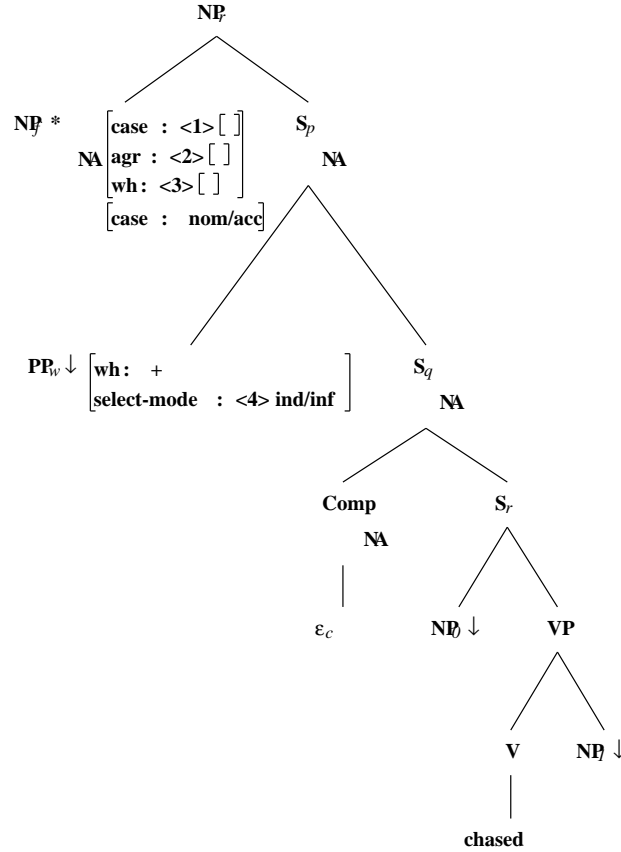 NP_r
NP_f * [case : <1>[ ] S_p
NA agr : <2>[ ] NA
wh : <3>[ ]]
[case : nom/acc]
PP_w ↓ [wh : + S_q
select-mode : <4> ind/inf] NA
Comp S_r
NA
ε_c NP_0 ↓ VP
V NP_1 ↓
chased